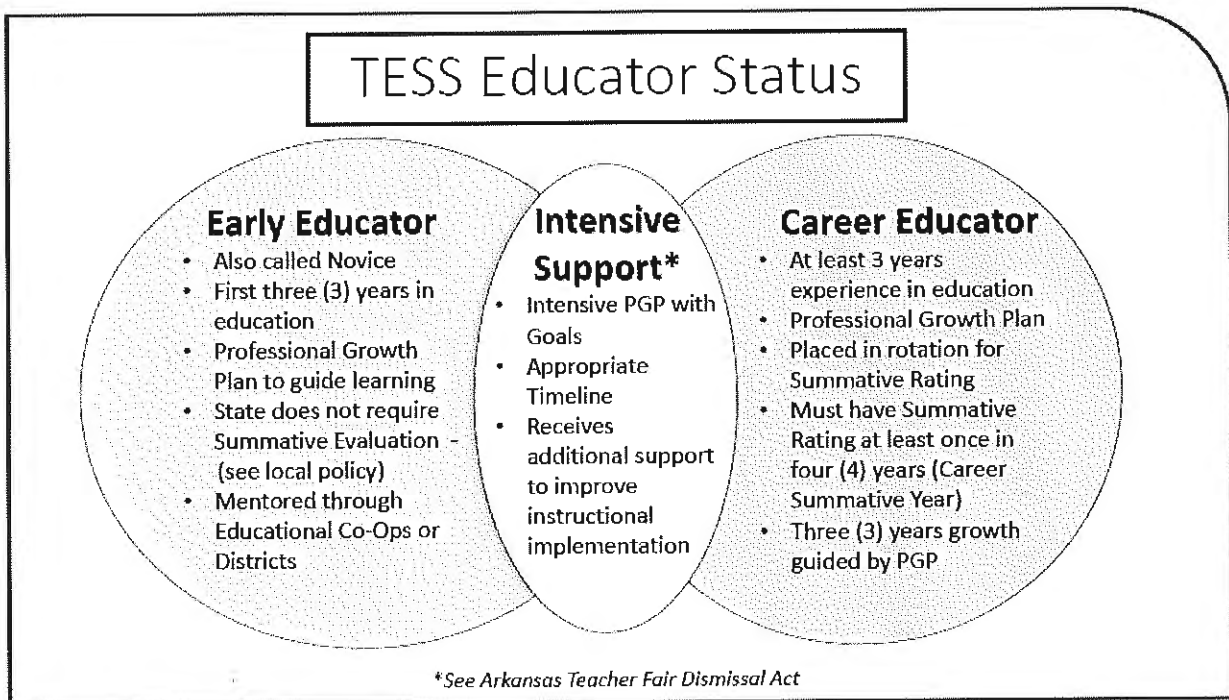 TESS Educator Status
Early Educator
• Also called Novice
• First three (3) years in
education
• Professional Growth
Plan to guide learning
• State does not require
Summative Evaluation -
(see local policy)
• Mentored through
Educational Co-Ops or
Districts
Intensive
Support*
• Intensive PGP with
Goals
• Appropriate
Timeline
• Receives
additional support
to improve
instructional
implementation
Career Educator
• At least 3 years
experience in education
• Professional Growth Plan
• Placed in rotation for
Summative Rating
• Must have Summative
Rating at least once in
four (4) years (Career
Summative Year)
• Three (3) years growth
guided by PGP
*See Arkansas Teacher Fair Dismissal Act